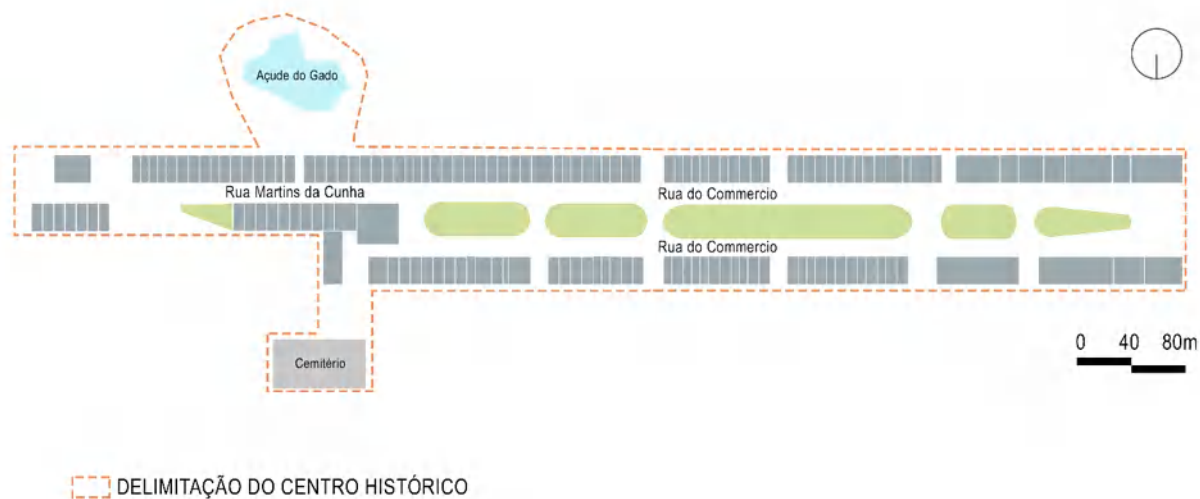 Açude do Gado
Rua Martins da Cunha
Rua do Commercio
Rua do Commercio
Cemitério
0 40 80m
DELIMITAÇÃO DO CENTRO HISTÓRICO